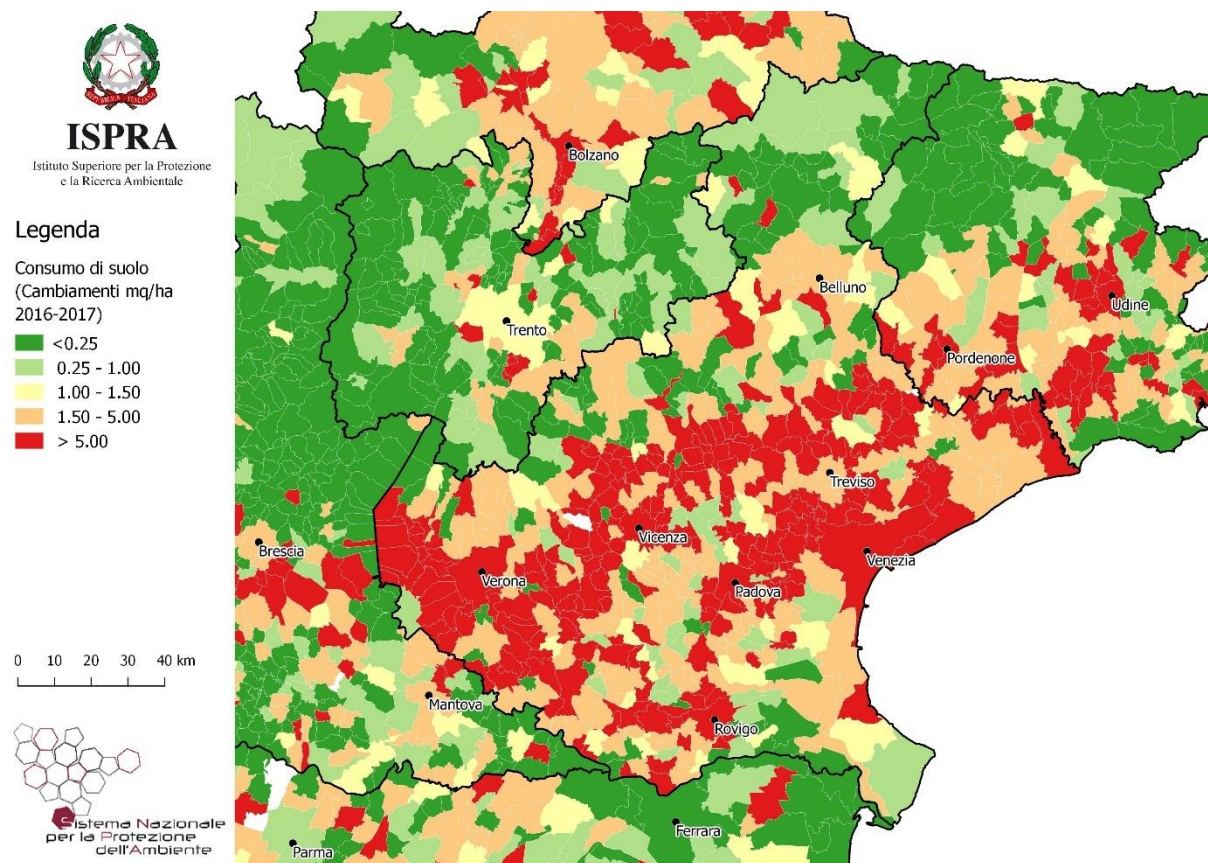 REPVBBLICA ITALIANA
ISPRA
Istituto Superiore per la Protezione
e la Ricerca Ambientale
Legenda
Consumo di suolo
(Cambiamenti mq/ha
2016-2017)
<0.25
0.25 - 1.00
1.00 - 1.50
1.50 - 5.00
> 5.00
0 10 20 30 40 km
Sistema Nazionale
per la Protezione
dell'Ambiente
Bolzano
Trento
Belluno
Udine
Pordenone
Treviso
Brescia
Vicenza
Venezia
Verona
Padova
Mantova
Rovigo
Ferrara
Parma